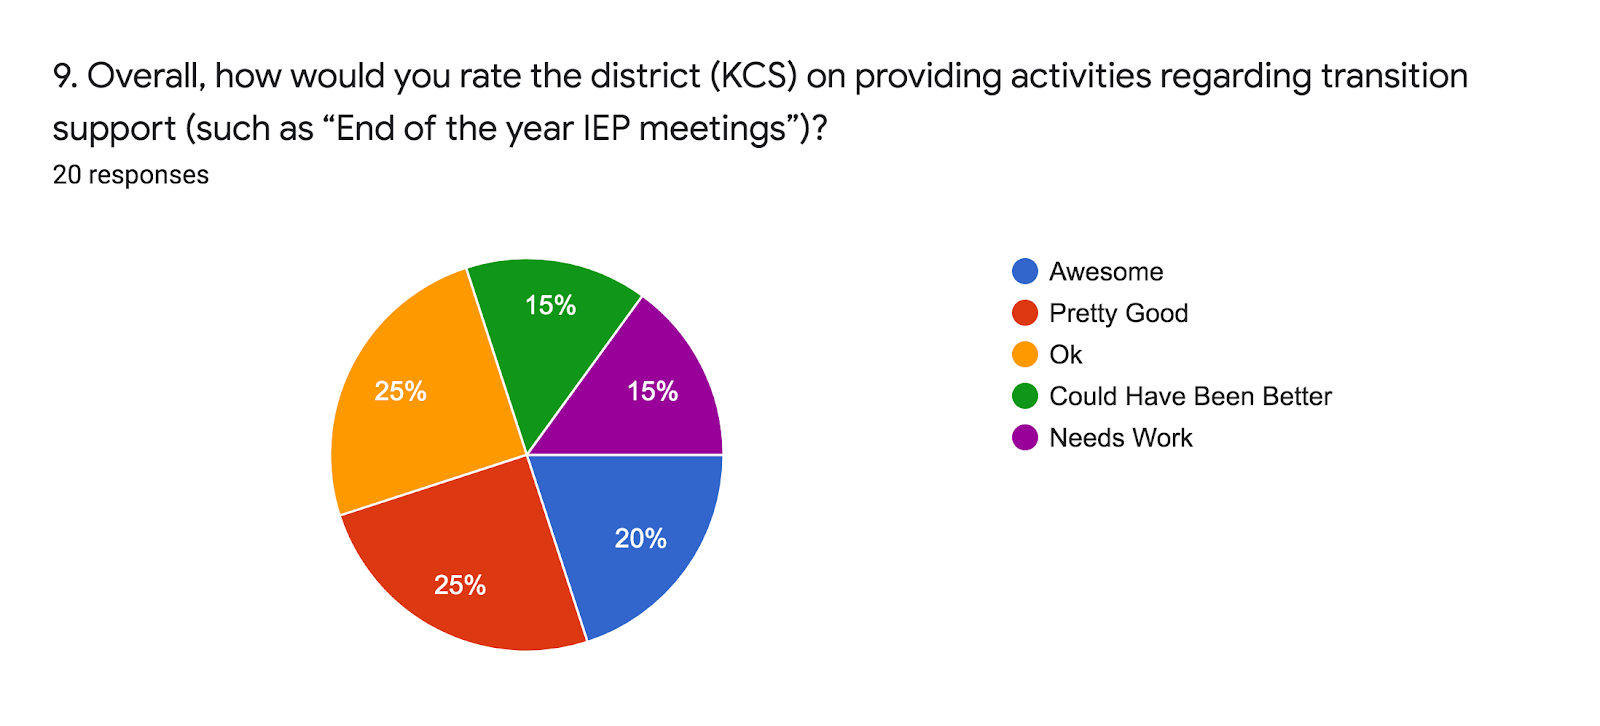 9. Overall, how would you rate the district (KCS) on providing activities regarding transition
support (such as “End of the year IEP meetings”)?
20 responses
15%
25%
15%
20%
25%
Awesome
Pretty Good
Ok
Could Have Been Better
Needs Work